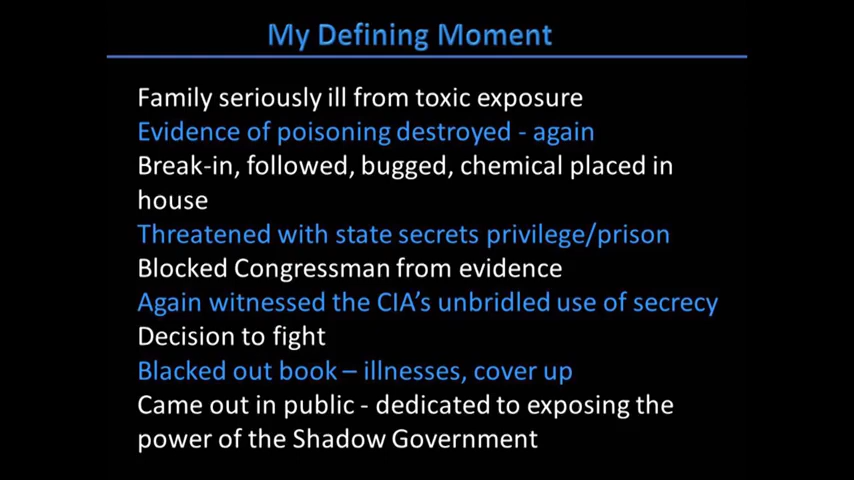 My Defining Moment
Family seriously ill from toxic exposure
Evidence of poisoning destroyed - again
Break-in, followed, bugged, chemical placed in
house
Threatened with state secrets privilege/prison
Blocked Congressman from evidence
Again witnessed the CIA’s unbridled use of secrecy
Decision to fight
Blacked out book – illnesses, cover up
Came out in public - dedicated to exposing the
power of the Shadow Government